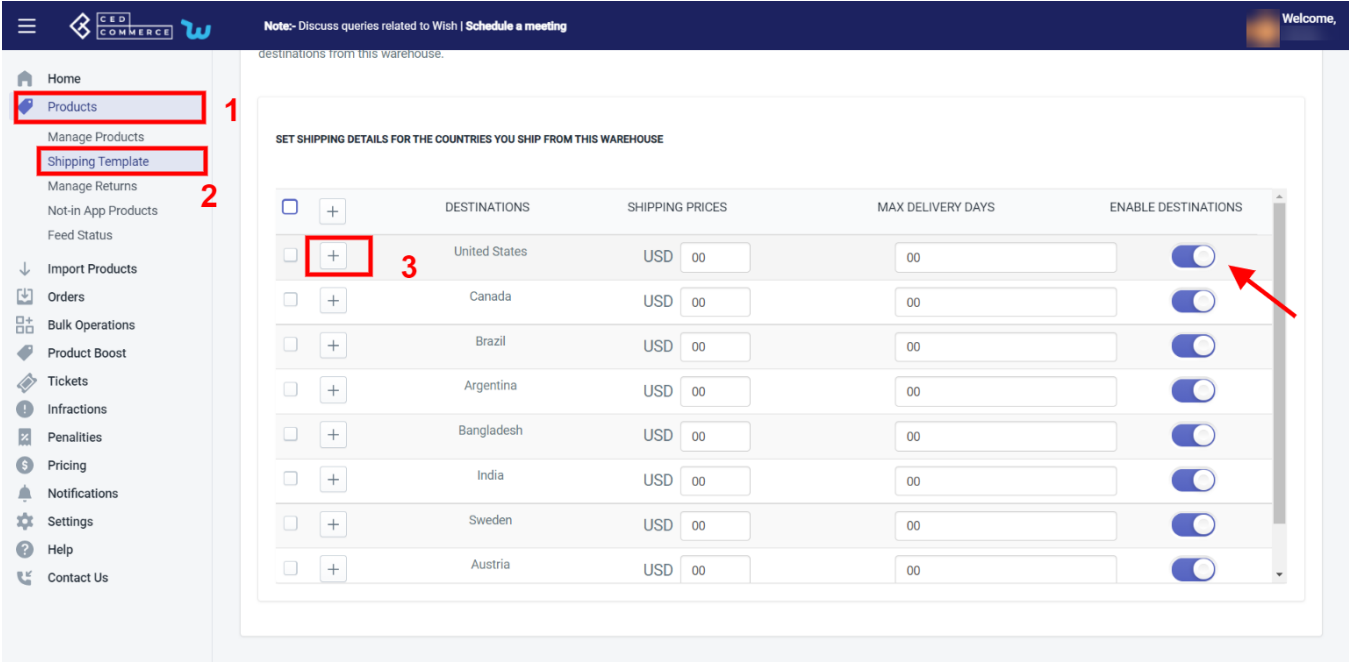 CED COMMERCE
Note:- Discuss queries related to Wish | Schedule a meeting
Welcome,
destinations from this warehouse.
Home
Products
1
Manage Products
Shipping Template
2
Manage Returns
Not-in App Products
Feed Status
Import Products
Orders
Bulk Operations
Product Boost
Tickets
Infractions
Penalities
Pricing
Notifications
Settings
Help
Contact Us
SET SHIPPING DETAILS FOR THE COUNTRIES YOU SHIP FROM THIS WAREHOUSE
+ DESTINATIONS SHIPPING PRICES MAX DELIVERY DAYS ENABLE DESTINATIONS
+ 3 United States USD 00 00
+ Canada USD 00 00
+ Brazil USD 00 00
+ Argentina USD 00 00
+ Bangladesh USD 00 00
+ India USD 00 00
+ Sweden USD 00 00
+ Austria USD 00 00